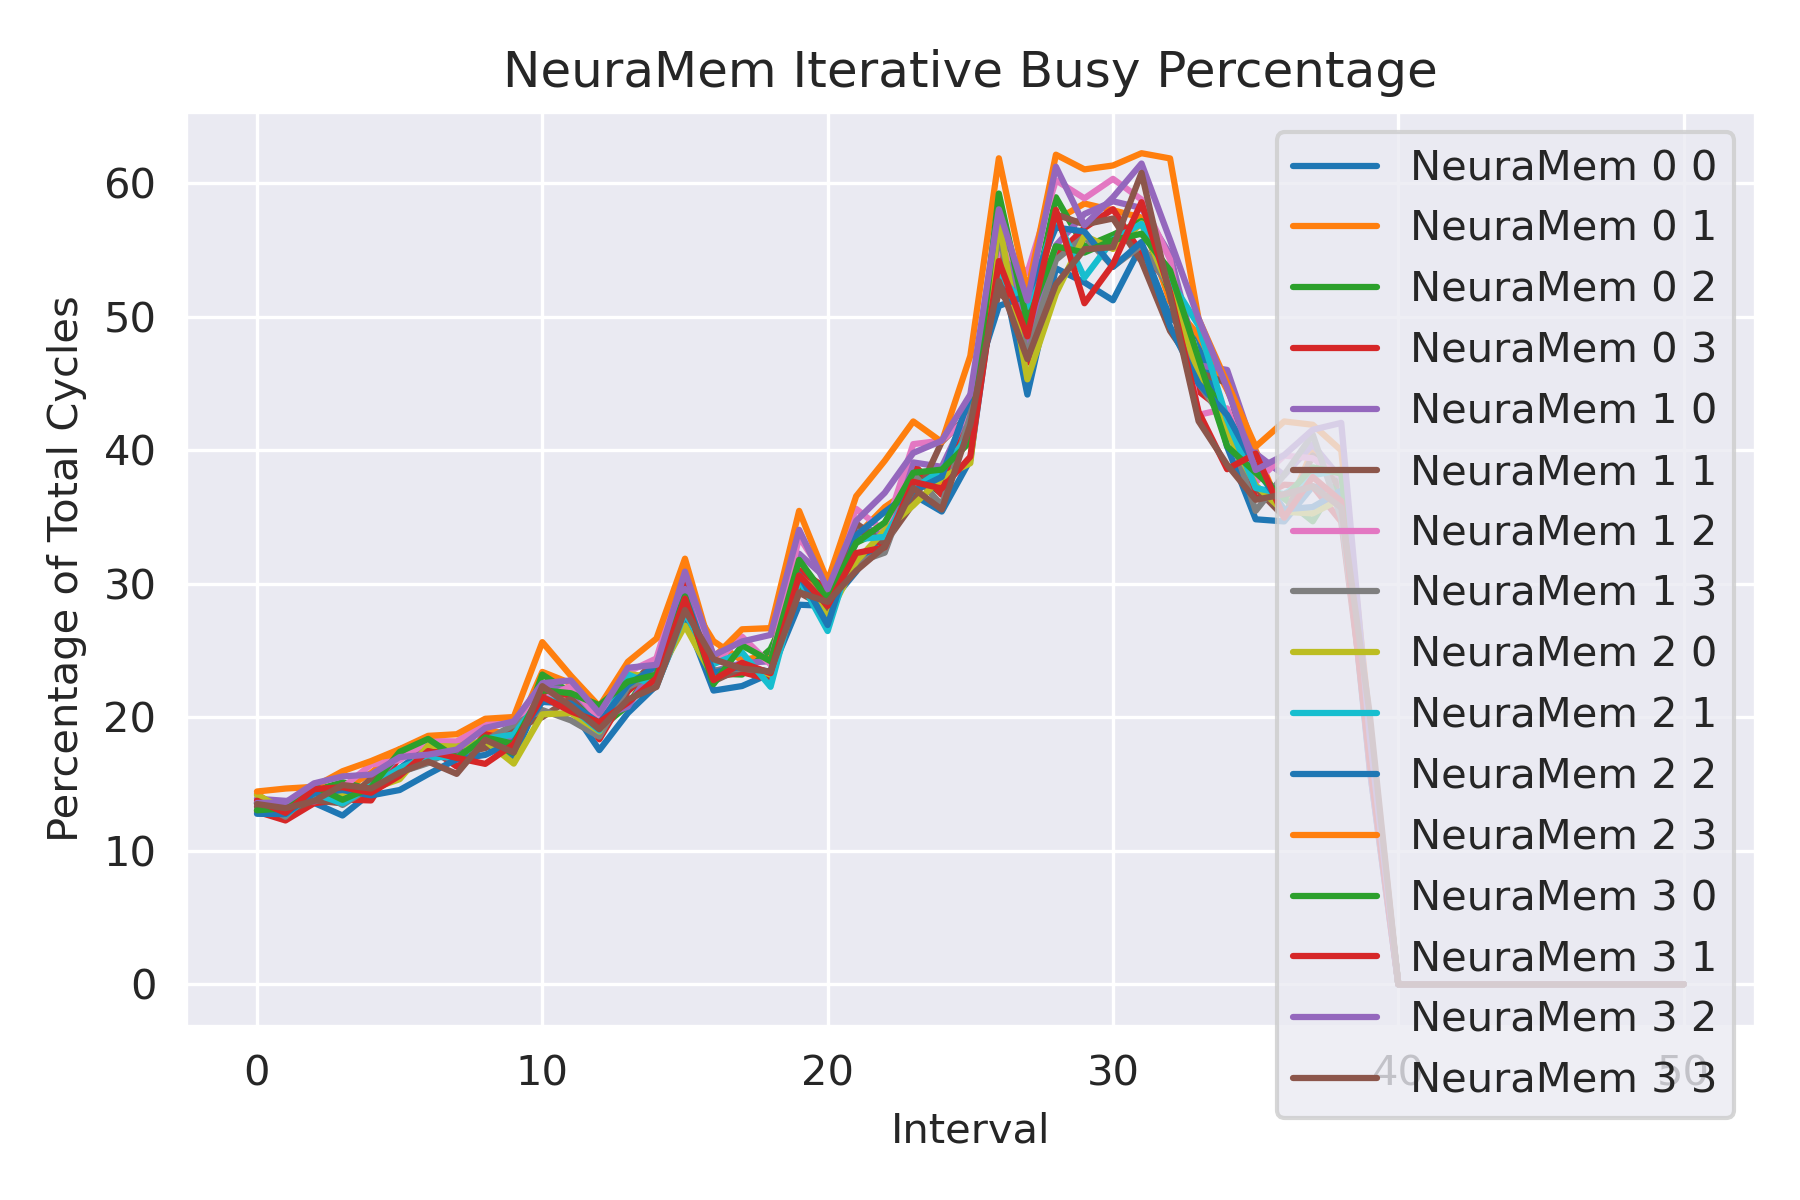 NeuraMem Iterative Busy Percentage
Percentage of Total Cycles
60
50
40
30
20
10
0
0 10 20 30 40 50
Interval
NeuraMem 0 0
NeuraMem 0 1
NeuraMem 0 2
NeuraMem 0 3
NeuraMem 1 0
NeuraMem 1 1
NeuraMem 1 2
NeuraMem 1 3
NeuraMem 2 0
NeuraMem 2 1
NeuraMem 2 2
NeuraMem 2 3
NeuraMem 3 0
NeuraMem 3 1
NeuraMem 3 2
NeuraMem 3 3